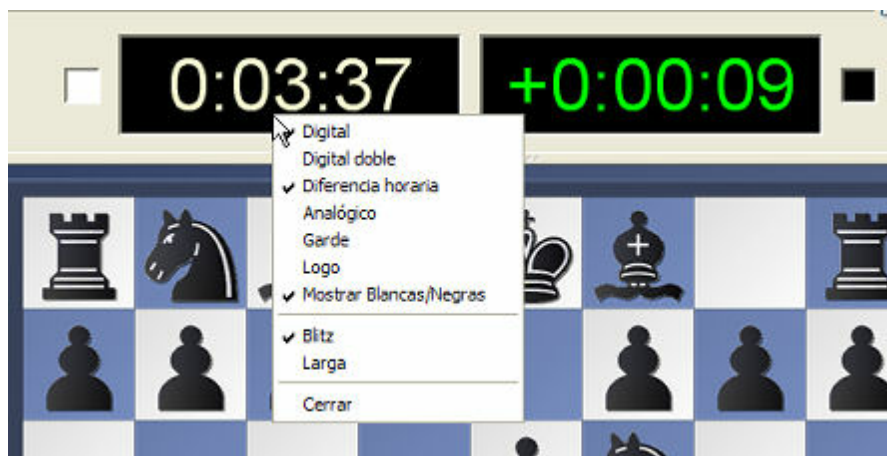 0:03:37 +0:00:09
Digital
Digital doble
Diferencia horaria
Analógico
Garde
Logo
Mostrar Blancas/Negras
Blitz
Larga
Cerrar